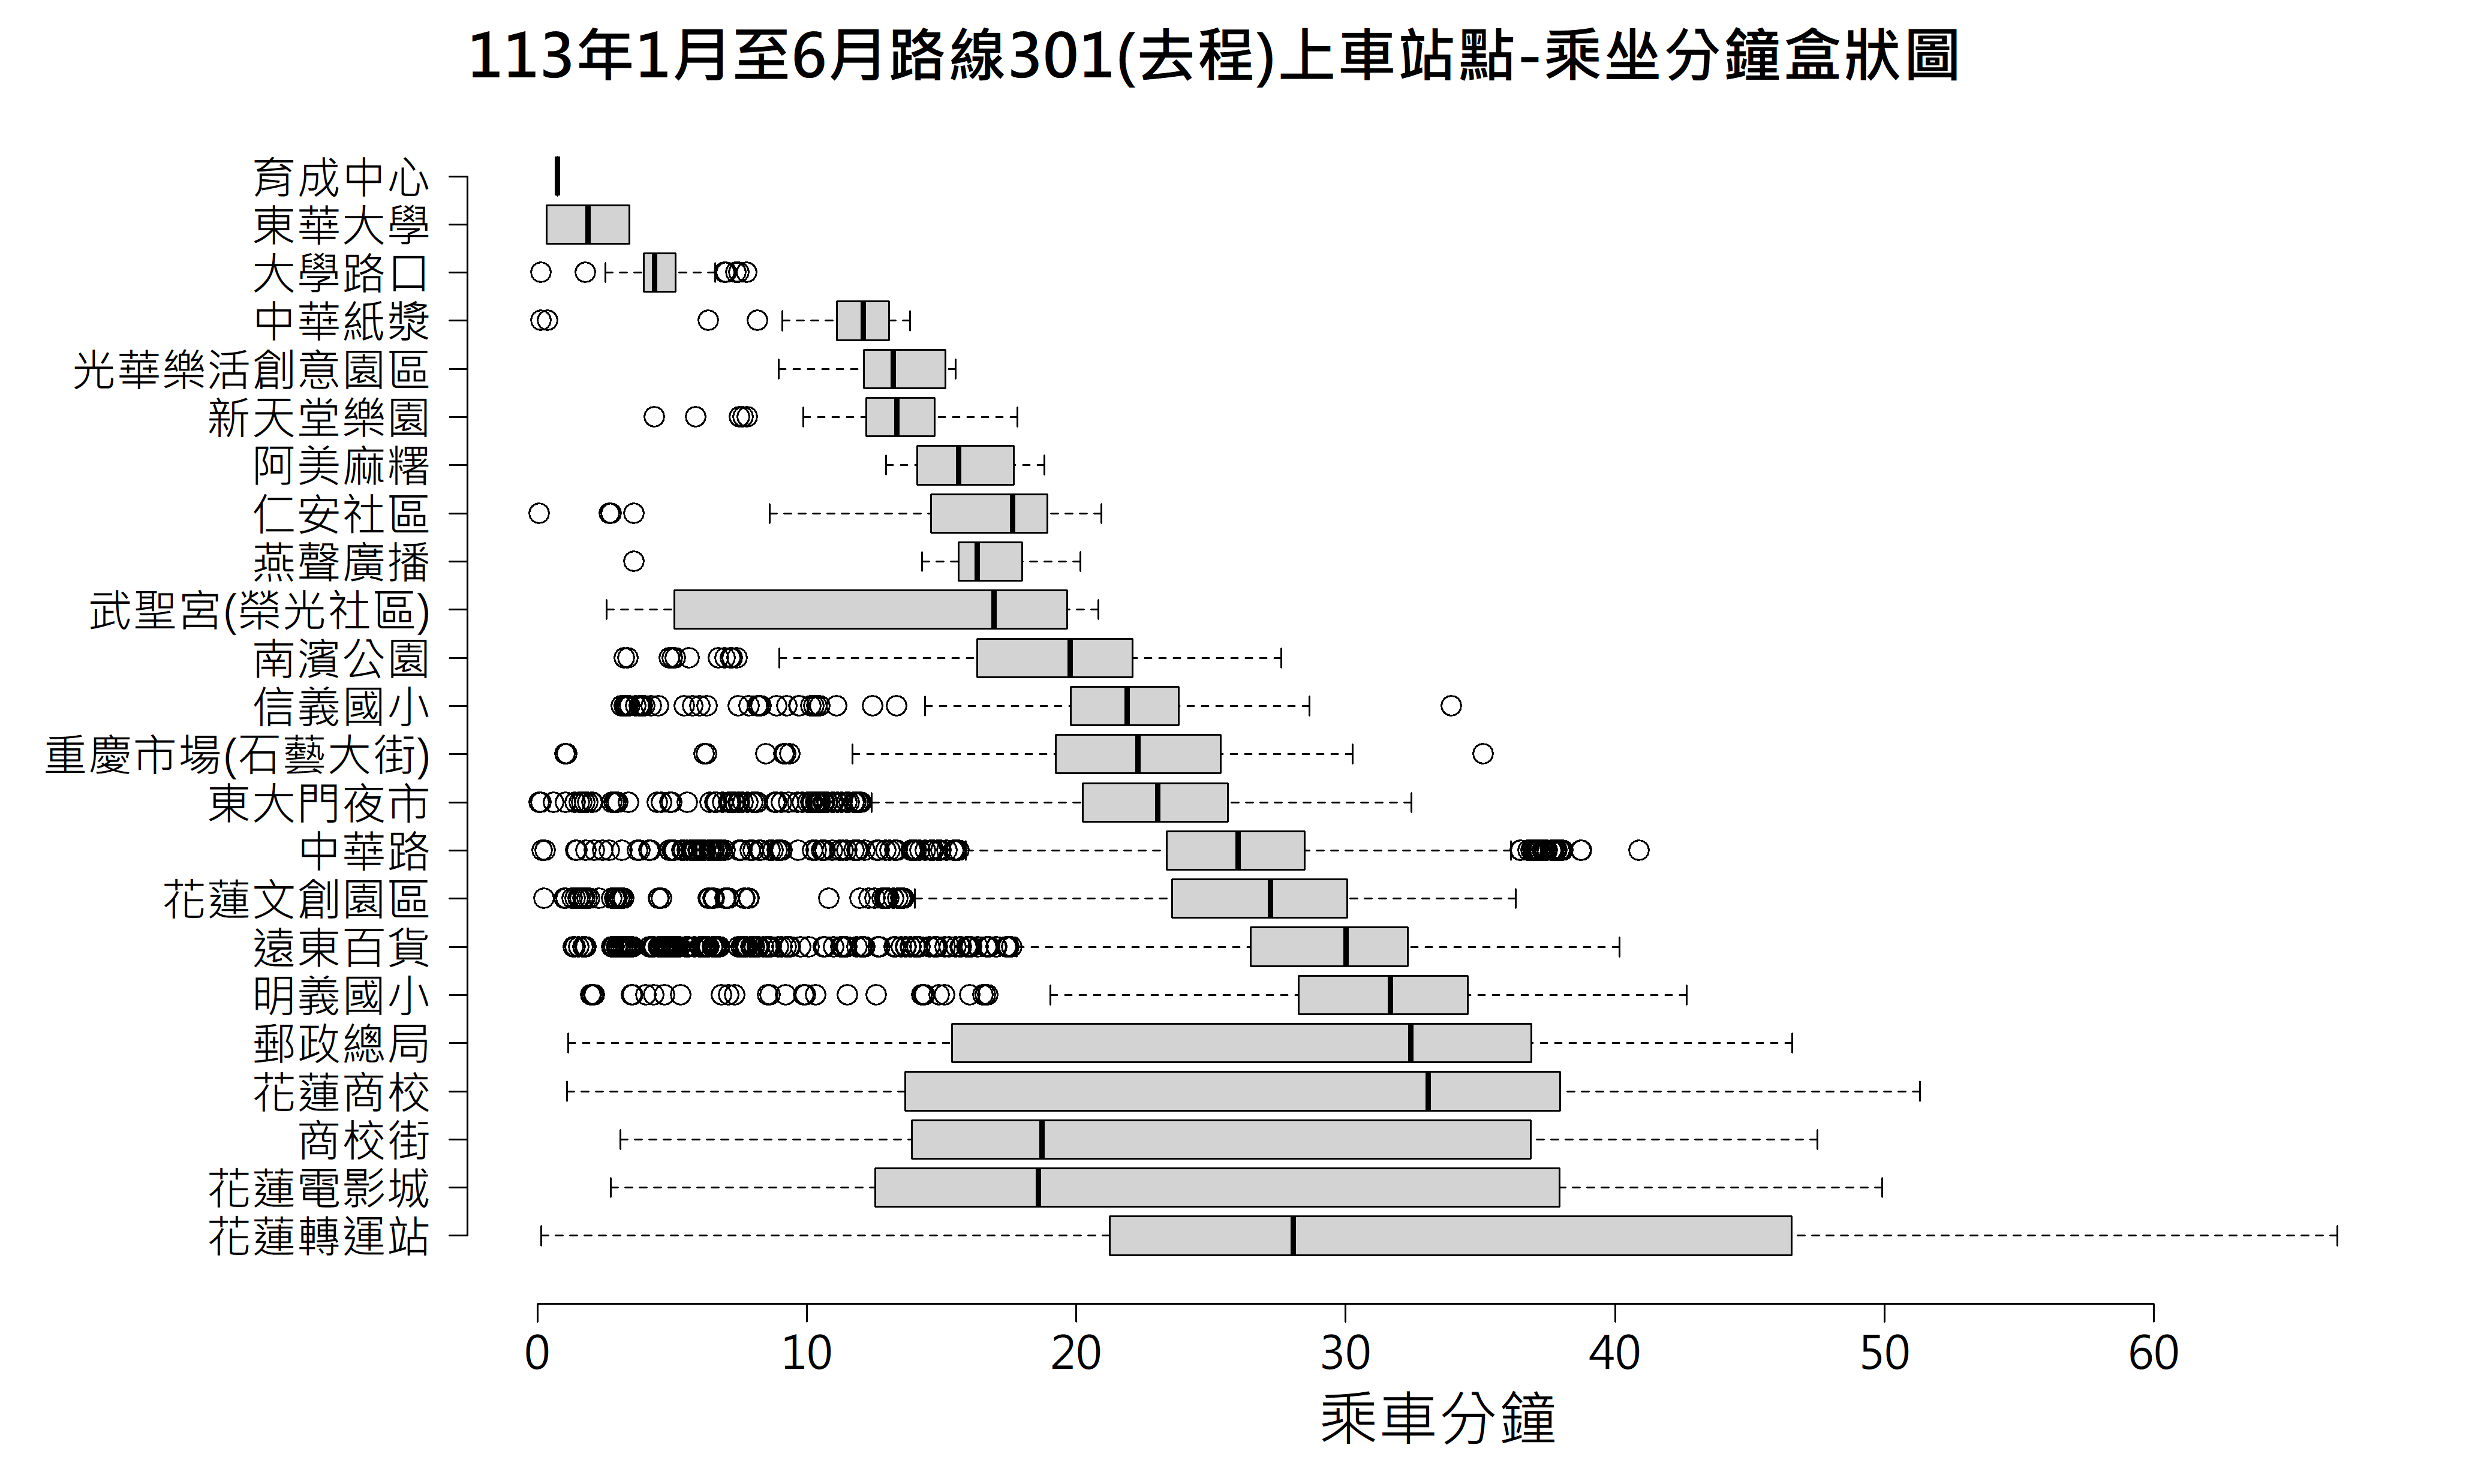 113年1月至6月路線301(去程)上車站點-乘坐分鐘盒狀圖
育成中心
東華大學
大學路口
中華紙漿
光華樂活創意園區
新天堂樂園
阿美麻糬
仁安社區
燕聲廣播
武聖宮(榮光社區)
南濱公園
信義國小
重慶市場(石藝大街)
東大門夜市
中華路
花蓮文創園區
遠東百貨
明義國小
郵政總局
花蓮商校
商校街
花蓮電影城
花蓮轉運站
0 10 20 30 40 50 60
乘車分鐘